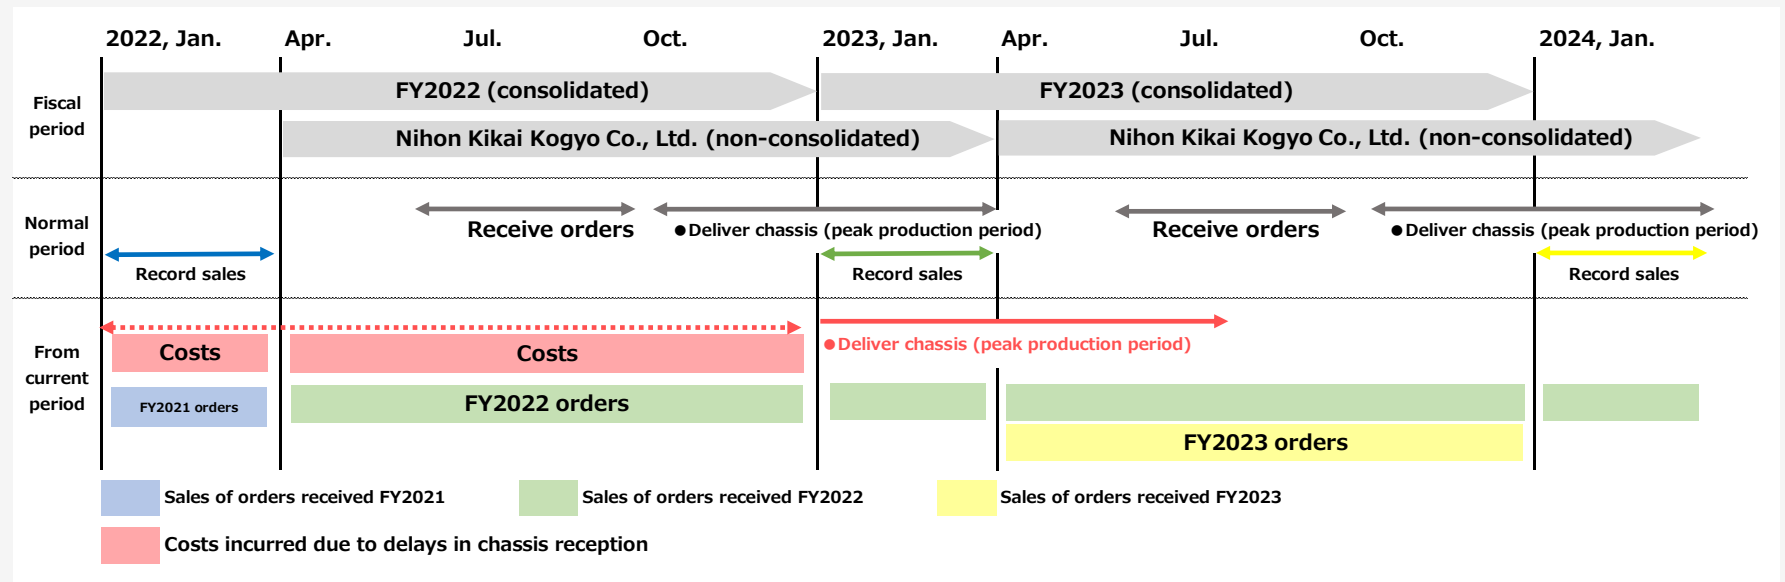 2022, Jan. Apr. Jul. Oct. 2023, Jan. Apr. Jul. Oct. 2024, Jan.
Fiscal
period
FY2022 (consolidated) FY2023 (consolidated)
Nihon Kikai Kogyo Co., Ltd. (non-consolidated) Nihon Kikai Kogyo Co., Ltd. (non-consolidated)
Normal
period
Receive orders ●Deliver chassis (peak production period) Receive orders ●Deliver chassis (peak production period)
Record sales Record sales Record sales
From
current
period
●Deliver chassis (peak production period)
Costs Costs
FY2021 orders FY2022 orders
FY2023 orders
Sales of orders received FY2021 Sales of orders received FY2022 Sales of orders received FY2023
Costs incurred due to delays in chassis reception